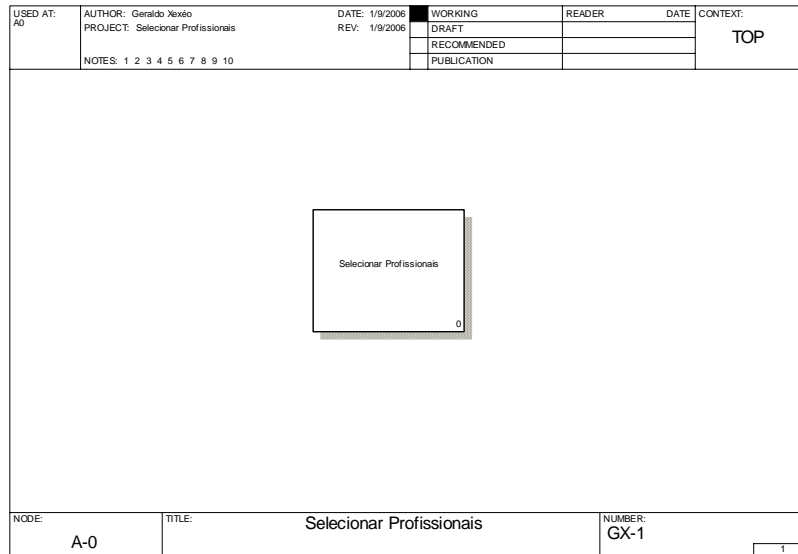 USED AT:
A0
AUTHOR: Geraldo Xexéo
DATE: 1/9/2006
PROJECT: Selecionar Profissionais
REV: 1/9/2006
NOTES: 1 2 3 4 5 6 7 8 9 10
WORKING
DRAFT
RECOMMENDED
PUBLICATION
READER DATE
CONTEXT:
TOP
Selecionar Profissionais
0
NODE:
A-0
TITLE:
Selecionar Profissionais
NUMBER:
GX-1
1